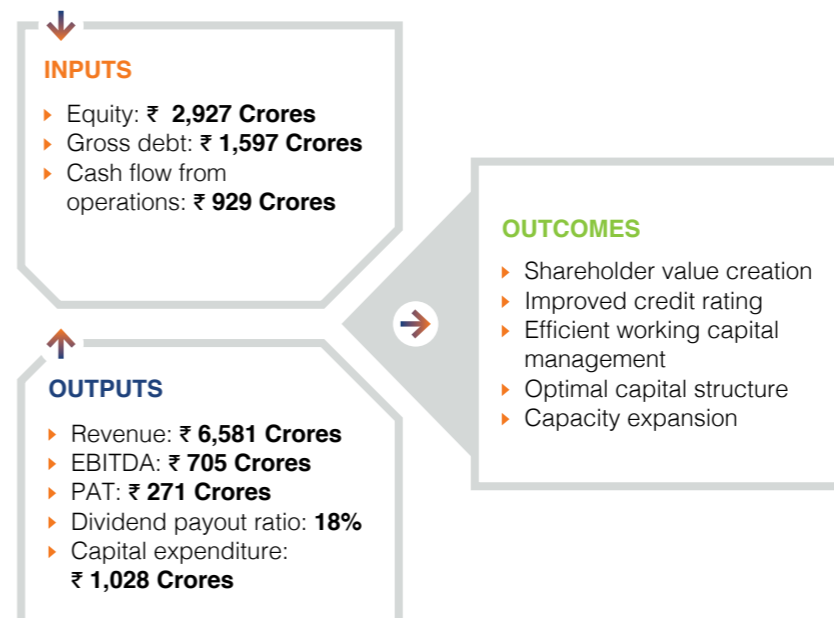 INPUTS
Equity: ₹ 2,927 Crores
Gross debt: ₹ 1,597 Crores
Cash flow from
operations: ₹ 929 Crores
OUTPUTS
Revenue: ₹ 6,581 Crores
EBITDA: ₹ 705 Crores
PAT: ₹ 271 Crores
Dividend payout ratio: 18%
Capital expenditure:
₹ 1,028 Crores
OUTCOMES
Shareholder value creation
Improved credit rating
Efficient working capital
management
Optimal capital structure
Capacity expansion